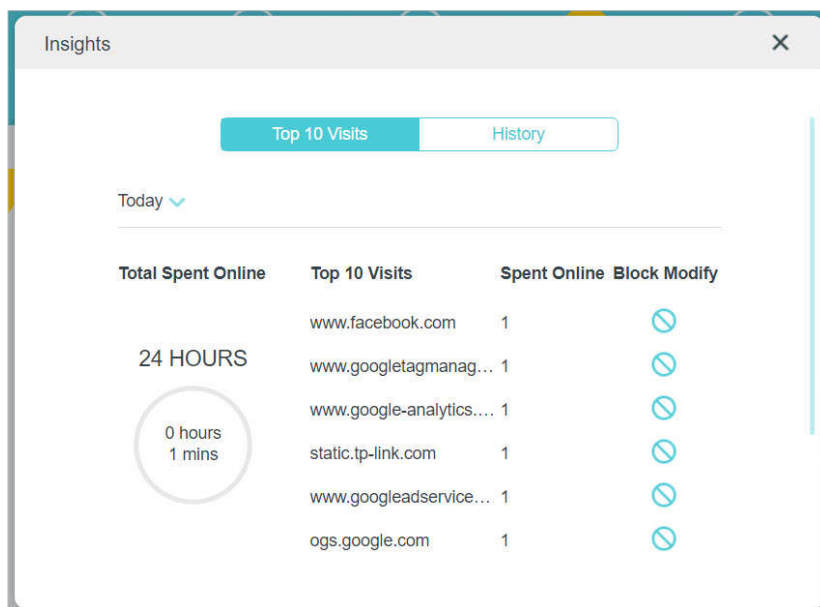 Insights
Top 10 Visits
History
Today
Total Spent Online
Top 10 Visits
Spent Online
Block Modify
24 HOURS
0 hours
1 mins
www.facebook.com 1
www.googletagmanag... 1
www.google-analytics.... 1
static.tp-link.com 1
www.googleadservice... 1
ogs.google.com 1